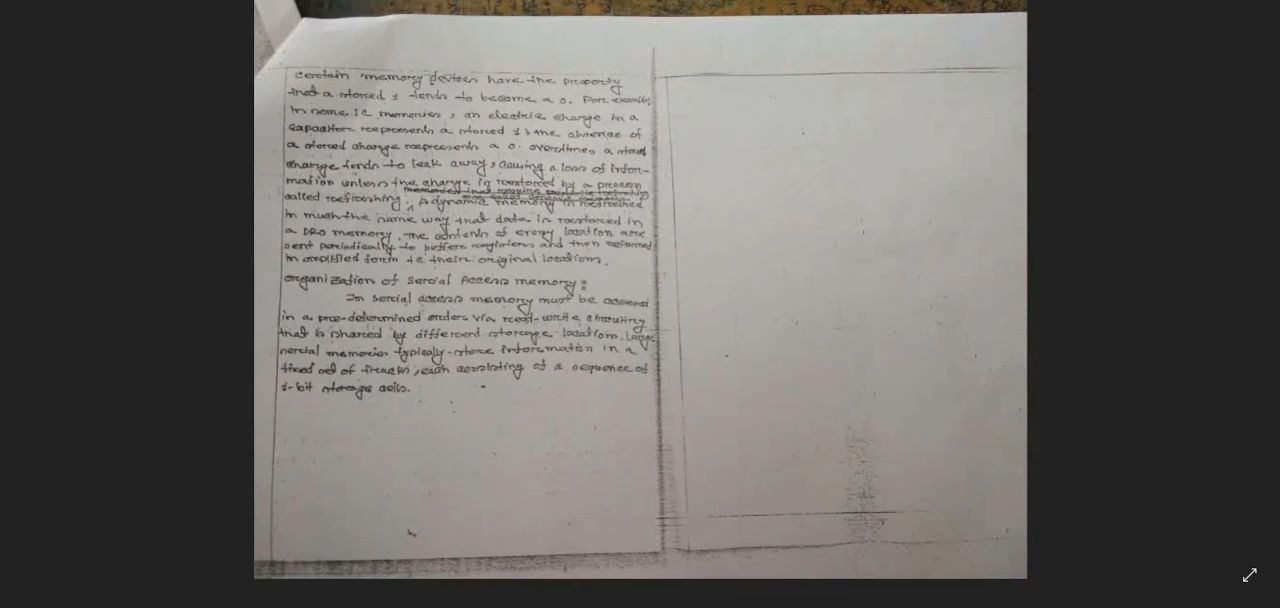 Certain memory devices have the property
that a stored 1 tends to become a 0. For example,
In some IC memories, an electric charge in a
capacitor represents a stored 1 & the absense of
a stored charge represents a 0. overtimes a stored
charge tends to leak away, causing a loss of infor-
mation unless the charge is restored by a process
called refreshing. A dynamic memory is refreshed
In much the same way that data is restored in
a DRO memory. The contents of every location are
sent periodically to buffers registers and then returned
In amplified form to their original locations.
Organization of Serial Access memory:
In serial access memory must be accessed
in a pre-determined orders via read-write circuitry
that is shared by different storage locations. Large
serial memories typically store information in a
fixed set of tracks, each consisting of a sequence of
1-bit storage cells.